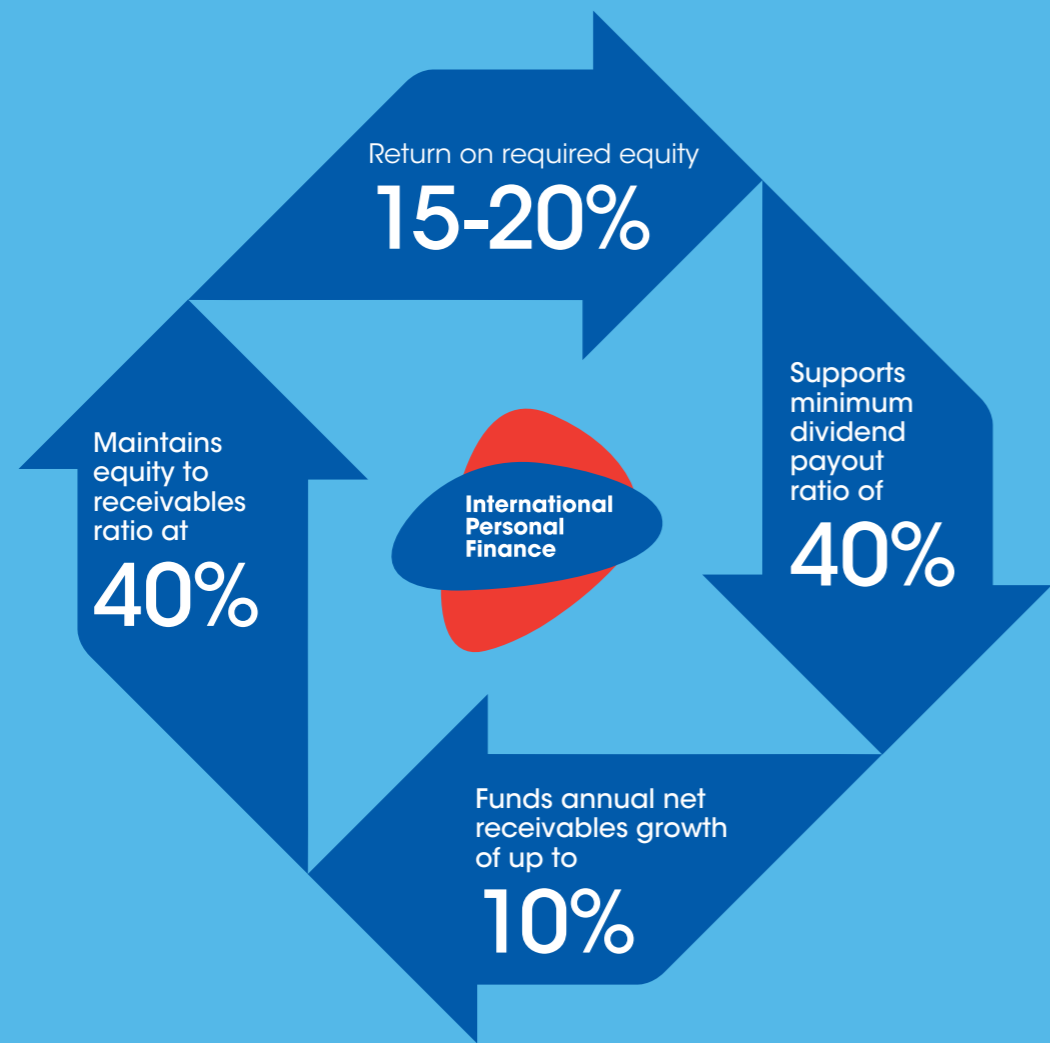 Return on required equity
15-20%
Supports
minimum
dividend
payout
ratio of
40%
Funds annual net
receivables growth
of up to
10%
Maintains
equity to
receivables
ratio at
40%
International
Personal
Finance